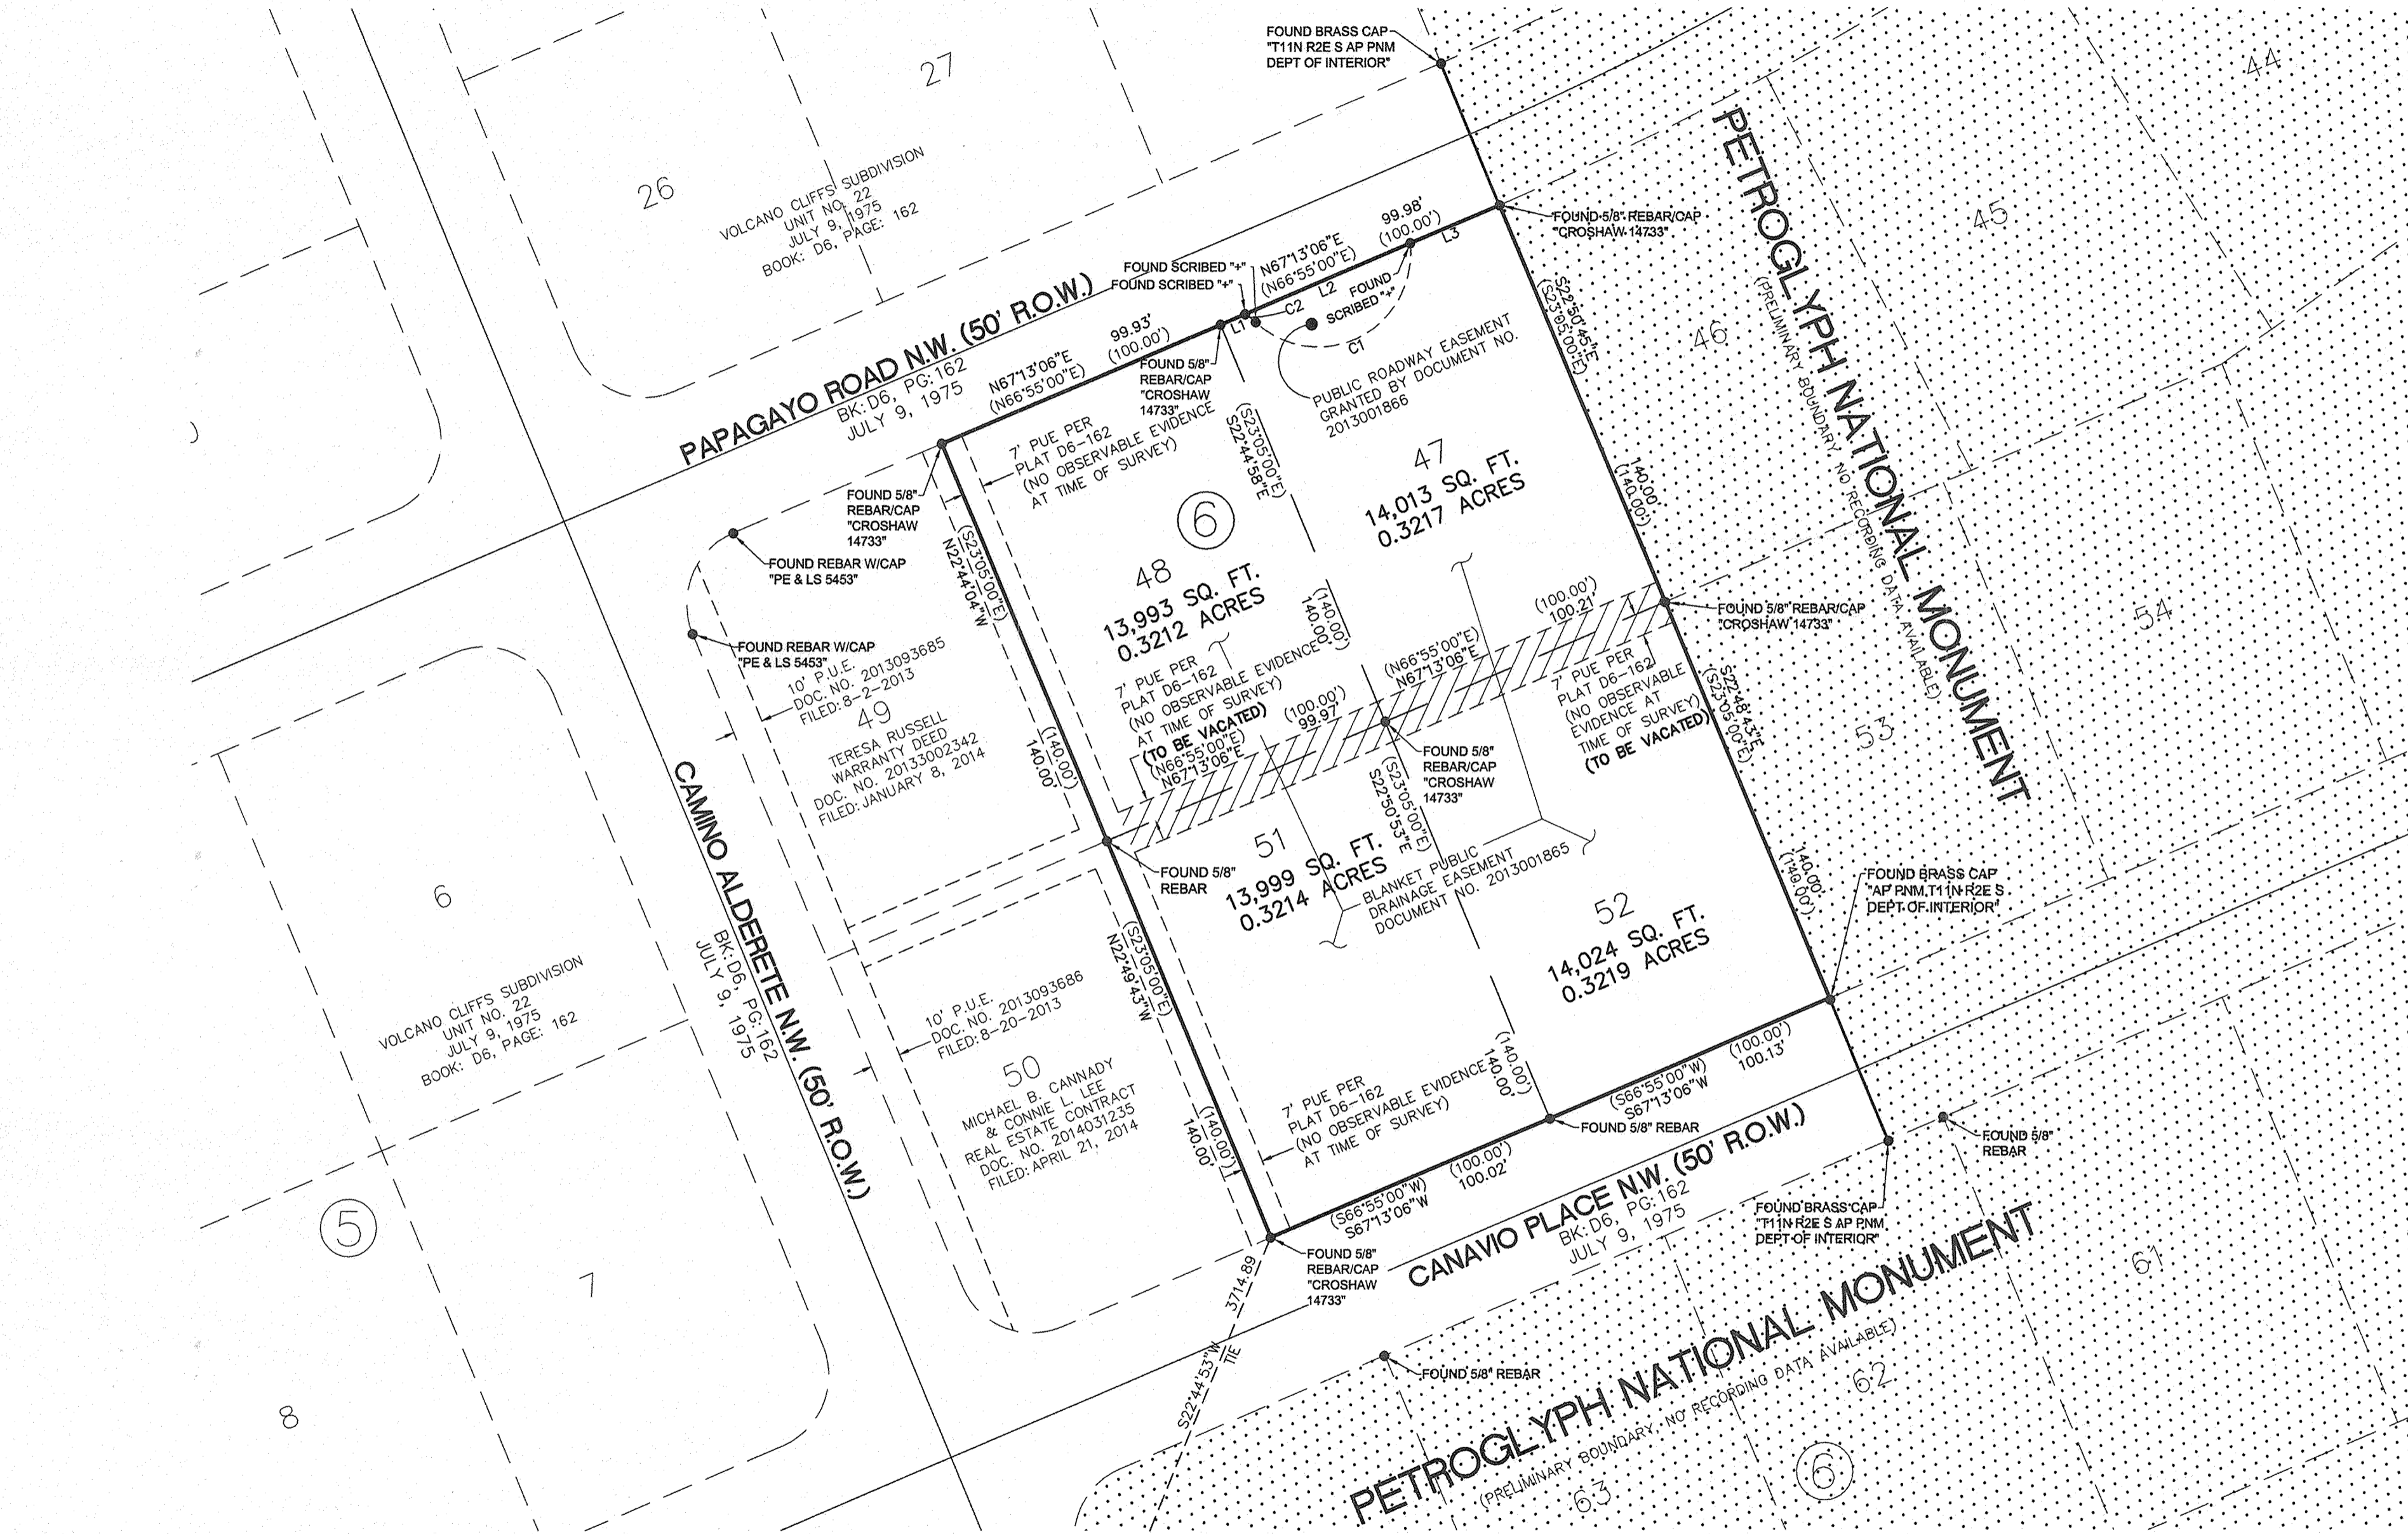 27
FOUND BRASS CAP
"T11N R2E S AP PNM
DEPT OF INTERIOR"
44
26
VOLCANO CLIFFS SUBDIVISION
UNIT NO. 22
JULY 9, 1975
BOOK: D6, PAGE: 162
PETROGLYPH NATIONAL MONUMENT
(PRELIMINARY BOUNDARY, NO RECORDING DATA AVAILABLE)
45
46
54
53
FOUND 5/8" REBAR/CAP
"CROSHAW 14733"
99.98'
(100.00')
L3
N67°13'06"E
(N66°55'00"E)
L2
FOUND SCRIBED "+"
FOUND SCRIBED "+"
C2
L1
FOUND
SCRIBED "+"
C1
PAPAGAYO ROAD N.W. (50' R.O.W.)
BK: D6, PG: 162
JULY 9, 1975
99.93'
(100.00')
N67°13'06"E
(N66°55'00"E)
FOUND 5/8"
REBAR/CAP
"CROSHAW
14733"
PUBLIC ROADWAY EASEMENT
GRANTED BY DOCUMENT NO.
2013001866
S22°50'45"E
(S23°05'00"E)
140.00'
(140.00')
7' PUE PER
PLAT D6-162
(NO OBSERVABLE EVIDENCE
AT TIME OF SURVEY)
(S23°05'00"E)
S22°44'58"E
(140.00')
140.00'
47
14,013 SQ. FT.
0.3217 ACRES
6
48
13,993 SQ. FT.
0.3212 ACRES
FOUND 5/8"
REBAR/CAP
"CROSHAW
14733"
(S23°05'00"E)
N22°44'04"W
(140.00')
140.00'
FOUND REBAR W/CAP
"PE & LS 5453"
FOUND REBAR W/CAP
"PE & LS 5453"
10' P.U.E.
DOC. NO. 2013093685
FILED: 8-2-2013
49
TERESA RUSSELL
WARRANTY DEED
DOC. NO. 20133002342
FILED: JANUARY 8, 2014
7' PUE PER
PLAT D6-162
(NO OBSERVABLE EVIDENCE
AT TIME OF SURVEY)
(TO BE VACATED)
(N66°55'00"E)
N67°13'06"E
(100.00')
99.97'
(N66°55'00"E)
N67°13'06"E
(100.00')
100.21'
FOUND 5/8" REBAR/CAP
"CROSHAW 14733"
7' PUE PER
PLAT D6-162
(NO OBSERVABLE
EVIDENCE AT
TIME OF SURVEY)
(TO BE VACATED)
S22°48'43"E
(S23°05'00"E)
140.00'
(140.00')
FOUND 5/8"
REBAR/CAP
"CROSHAW
14733"
(S23°05'00"E)
S22°50'53"E
(140.00')
140.00'
FOUND 5/8"
REBAR
51
13,999 SQ. FT.
0.3214 ACRES
BLANKET PUBLIC
DRAINAGE EASEMENT
DOCUMENT NO. 2013001865
52
14,024 SQ. FT.
0.3219 ACRES
FOUND BRASS CAP
"AP PNM,T11N R2E S
DEPT OF INTERIOR"
CAMINO ALDERETE N.W. (50' R.O.W.)
BK: D6, PG: 162
JULY 9, 1975
6
VOLCANO CLIFFS SUBDIVISION
UNIT NO. 22
JULY 9, 1975
BOOK: D6, PAGE: 162
(S23°05'00"E)
N22°49'43"W
(140.00')
140.00'
10' P.U.E.
DOC. NO. 2013093686
FILED: 8-20-2013
50
MICHAEL B. CANNADY
& CONNIE L. LEE
REAL ESTATE CONTRACT
DOC. NO. 2014031235
FILED: APRIL 21, 2014
7' PUE PER
PLAT D6-162
(NO OBSERVABLE EVIDENCE
AT TIME OF SURVEY)
(S66°55'00"W)
S67°13'06"W
(100.00')
100.02'
(S66°55'00"W)
S67°13'06"W
(100.00')
100.13'
FOUND 5/8" REBAR
FOUND 5/8"
REBAR
CANAVIO PLACE N.W. (50' R.O.W.)
BK: D6, PG: 162
JULY 9, 1975
FOUND BRASS CAP
"T11N R2E S AP PNM
DEPT OF INTERIOR"
FOUND 5/8"
REBAR/CAP
"CROSHAW
14733"
5
7
8
3714.89
S22°44'53"W
TIE
FOUND 5/8" REBAR
PETROGLYPH NATIONAL MONUMENT
(PRELIMINARY BOUNDARY, NO RECORDING DATA AVAILABLE)
61
62
6
63